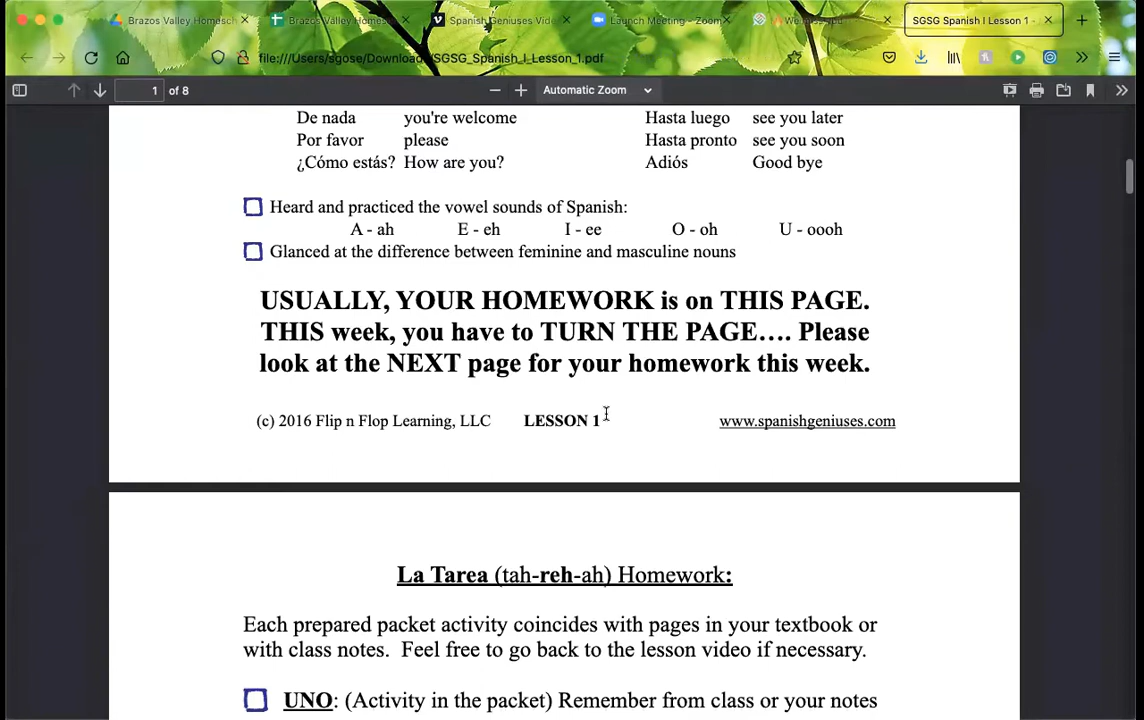 Brazos Valley Homesch
Brazos Valley Homesc
Spanish Geniuses Vid
Launch Meeting - Zoom
SGSG Spanish I Lesson 1 -
file:///Users/sgose/Download SGSG_Spanish_I_Lesson_1.pdf
1 of 8
Automatic Zoom
De nada you're welcome Hasta luego see you later
Por favor please Hasta pronto see you soon
¿Cómo estás? How are you? Adiós Good bye
Heard and practiced the vowel sounds of Spanish:
A - ah E - eh I - ee O - oh U - oooh
Glanced at the difference between feminine and masculine nouns
USUALLY, YOUR HOMEWORK is on THIS PAGE.
THIS week, you have to TURN THE PAGE…. Please
look at the NEXT page for your homework this week.
(c) 2016 Flip n Flop Learning, LLC LESSON 1 www.spanishgeniuses.com
La Tarea (tah-reh-ah) Homework:
Each prepared packet activity coincides with pages in your textbook or
with class notes. Feel free to go back to the lesson video if necessary.
UNO: (Activity in the packet) Remember from class or your notes